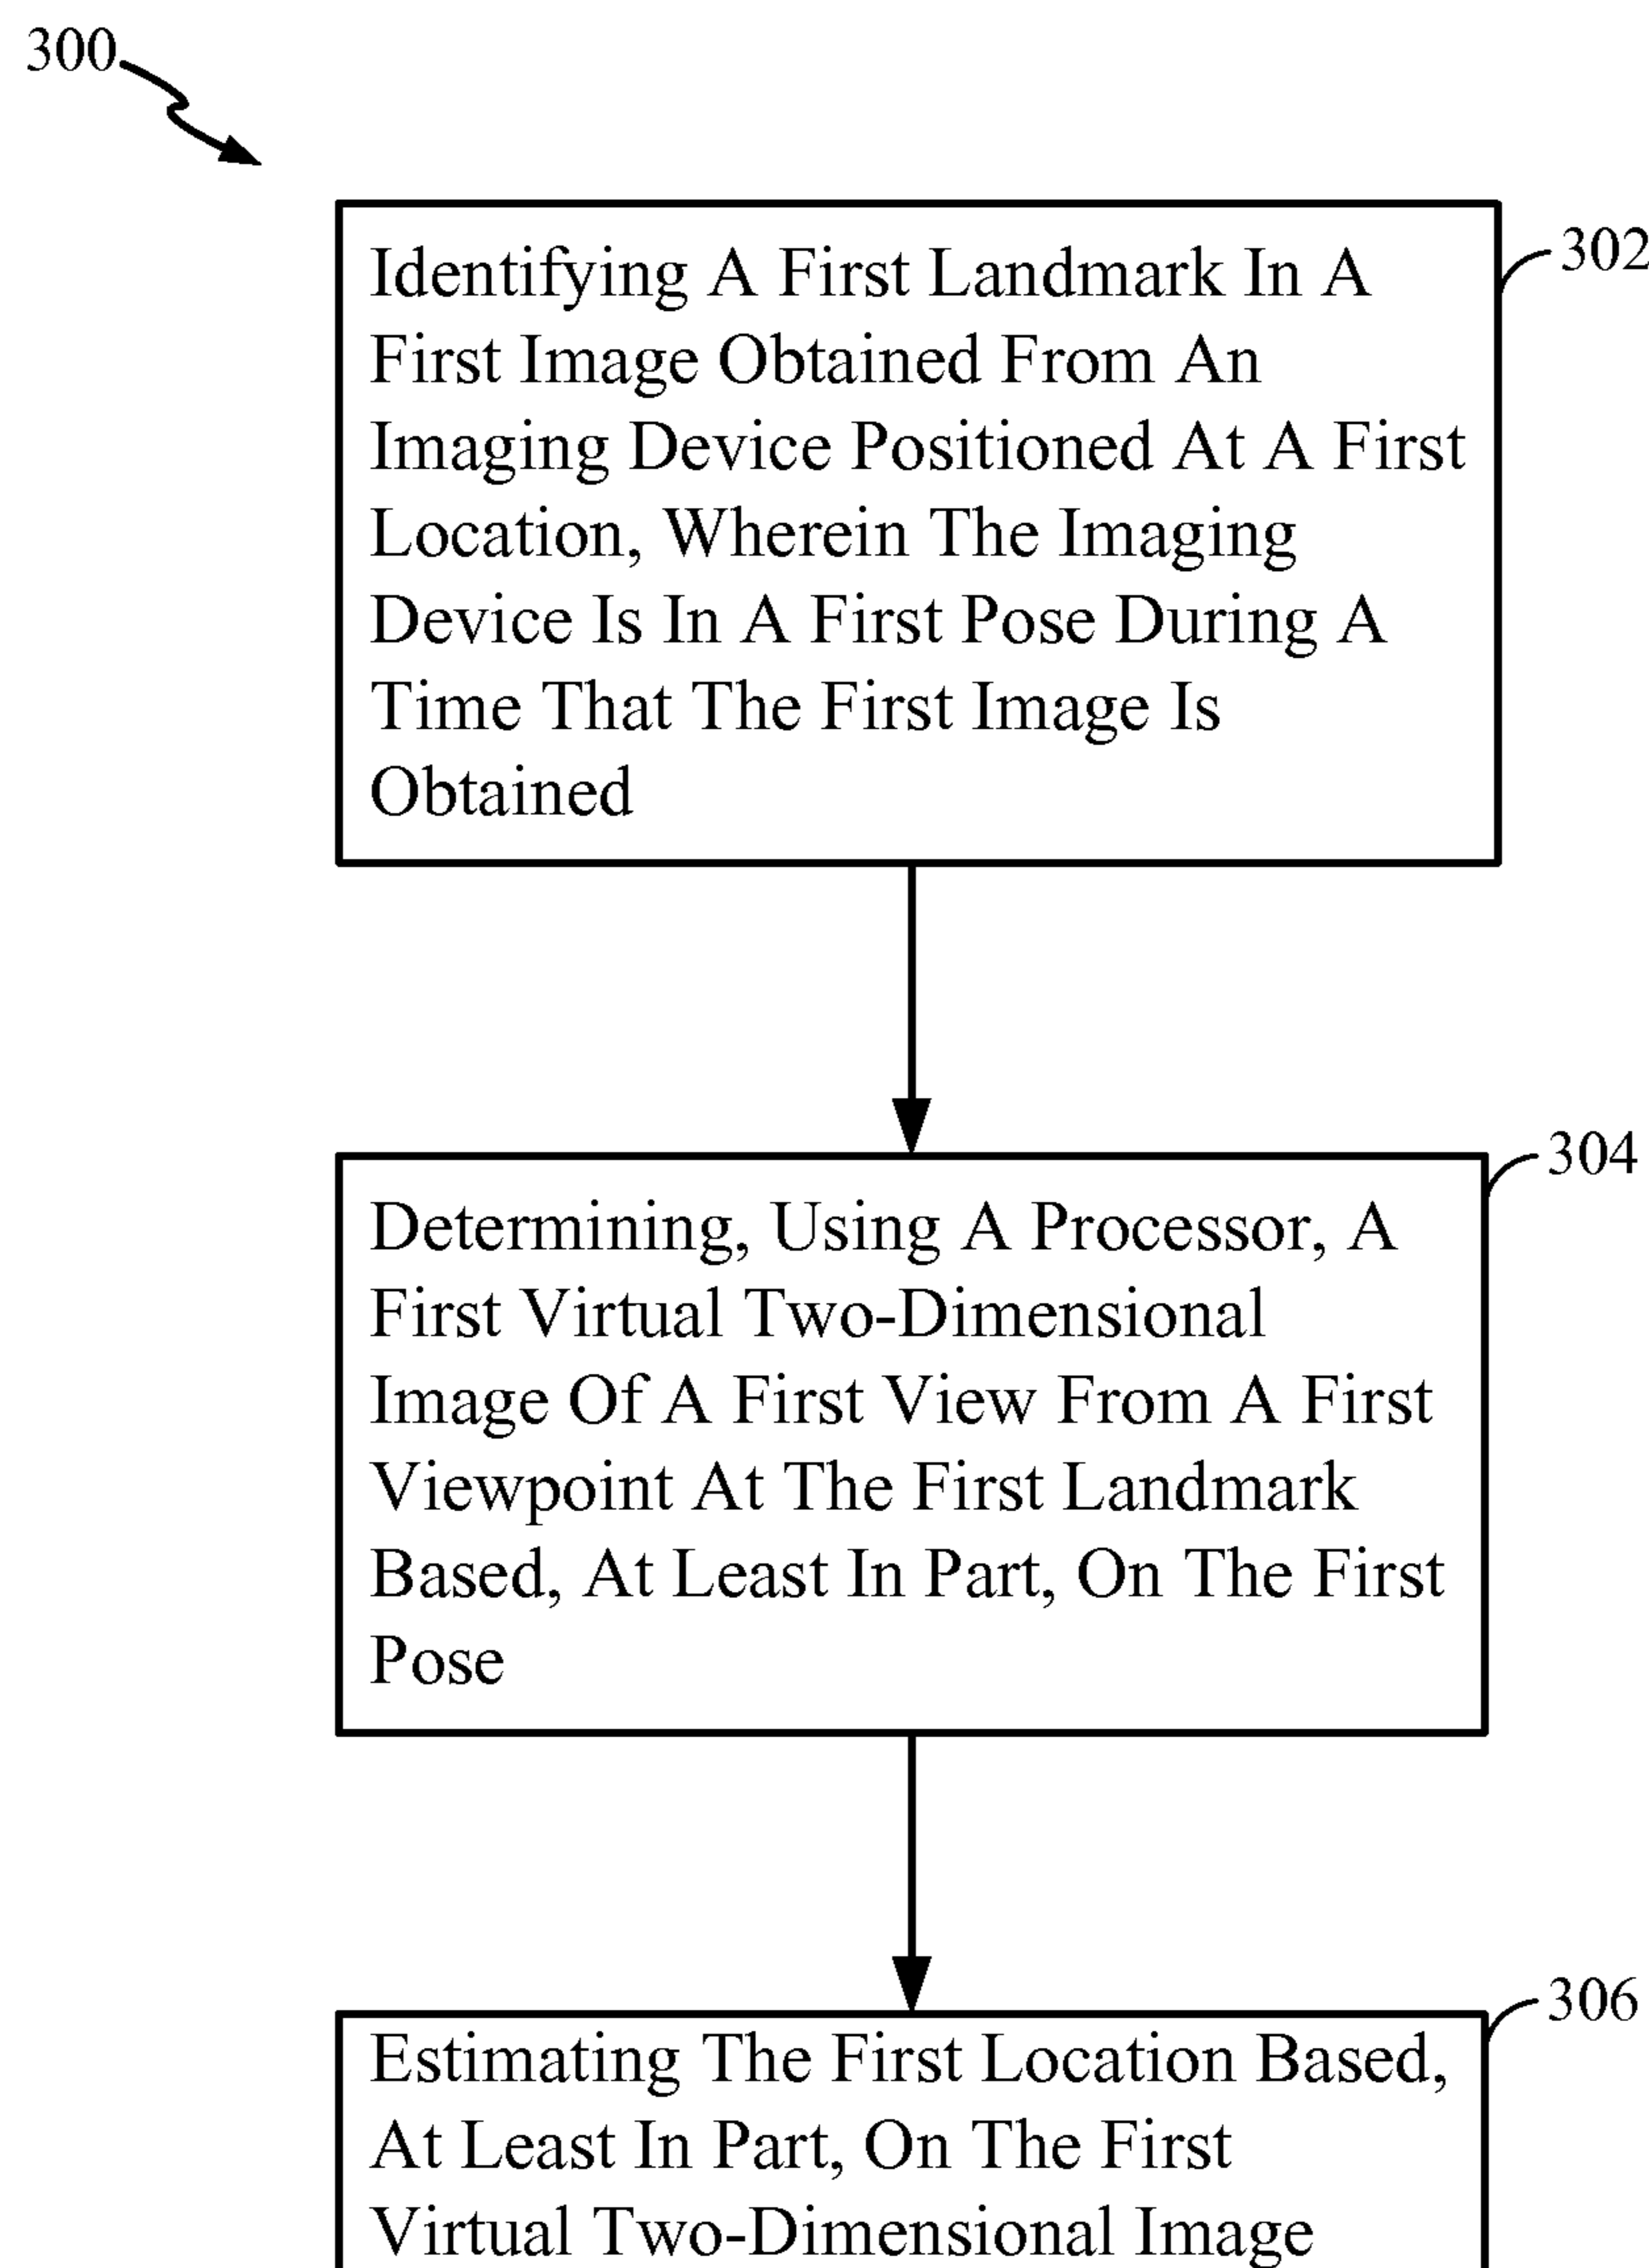 300
302
Identifying A First Landmark In A
First Image Obtained From An
Imaging Device Positioned At A First
Location, Wherein The Imaging
Device Is In A First Pose During A
Time That The First Image Is
Obtained
304
Determining, Using A Processor, A
First Virtual Two-Dimensional
Image Of A First View From A First
Viewpoint At The First Landmark
Based, At Least In Part, On The First
Pose
306
Estimating The First Location Based,
At Least In Part, On The First
Virtual Two-Dimensional Image